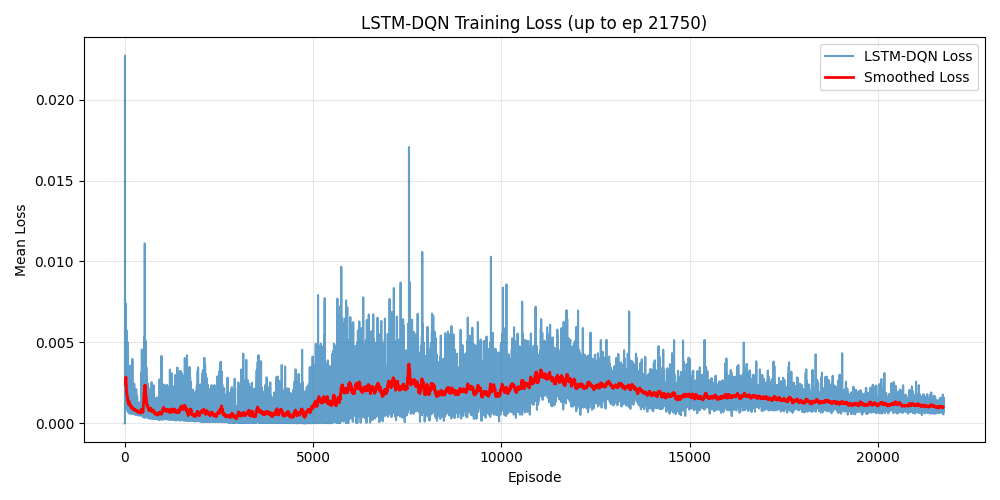 LSTM-DQN Training Loss (up to ep 21750)
LSTM-DQN Loss
Smoothed Loss
Mean Loss
0.020
0.015
0.010
0.005
0.000
0
5000
10000
15000
20000
Episode